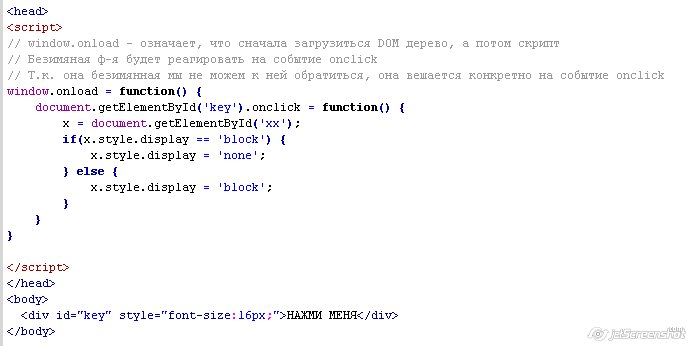 <head>
<script>
// window.onload - означает, что сначала загрузиться DOM дерево, а потом скрипт
// Безимяная ф-я будет реагировать на событие onclick
// Т.к. она безимянная мы не можем к ней обратиться, она вешается конкретно на событие onclick
window.onload = function() {
    document.getElementById('key').onclick = function() {
        x = document.getElementById('xx');
        if(x.style.display == 'block') {
            x.style.display = 'none';
        } else {
            x.style.display = 'block';
        }
    }
}
</script>
</head>
<body>
  <div id="key" style="font-size:16px;">НАЖМИ МЕНЯ</div>
</body>
jetScreenshot